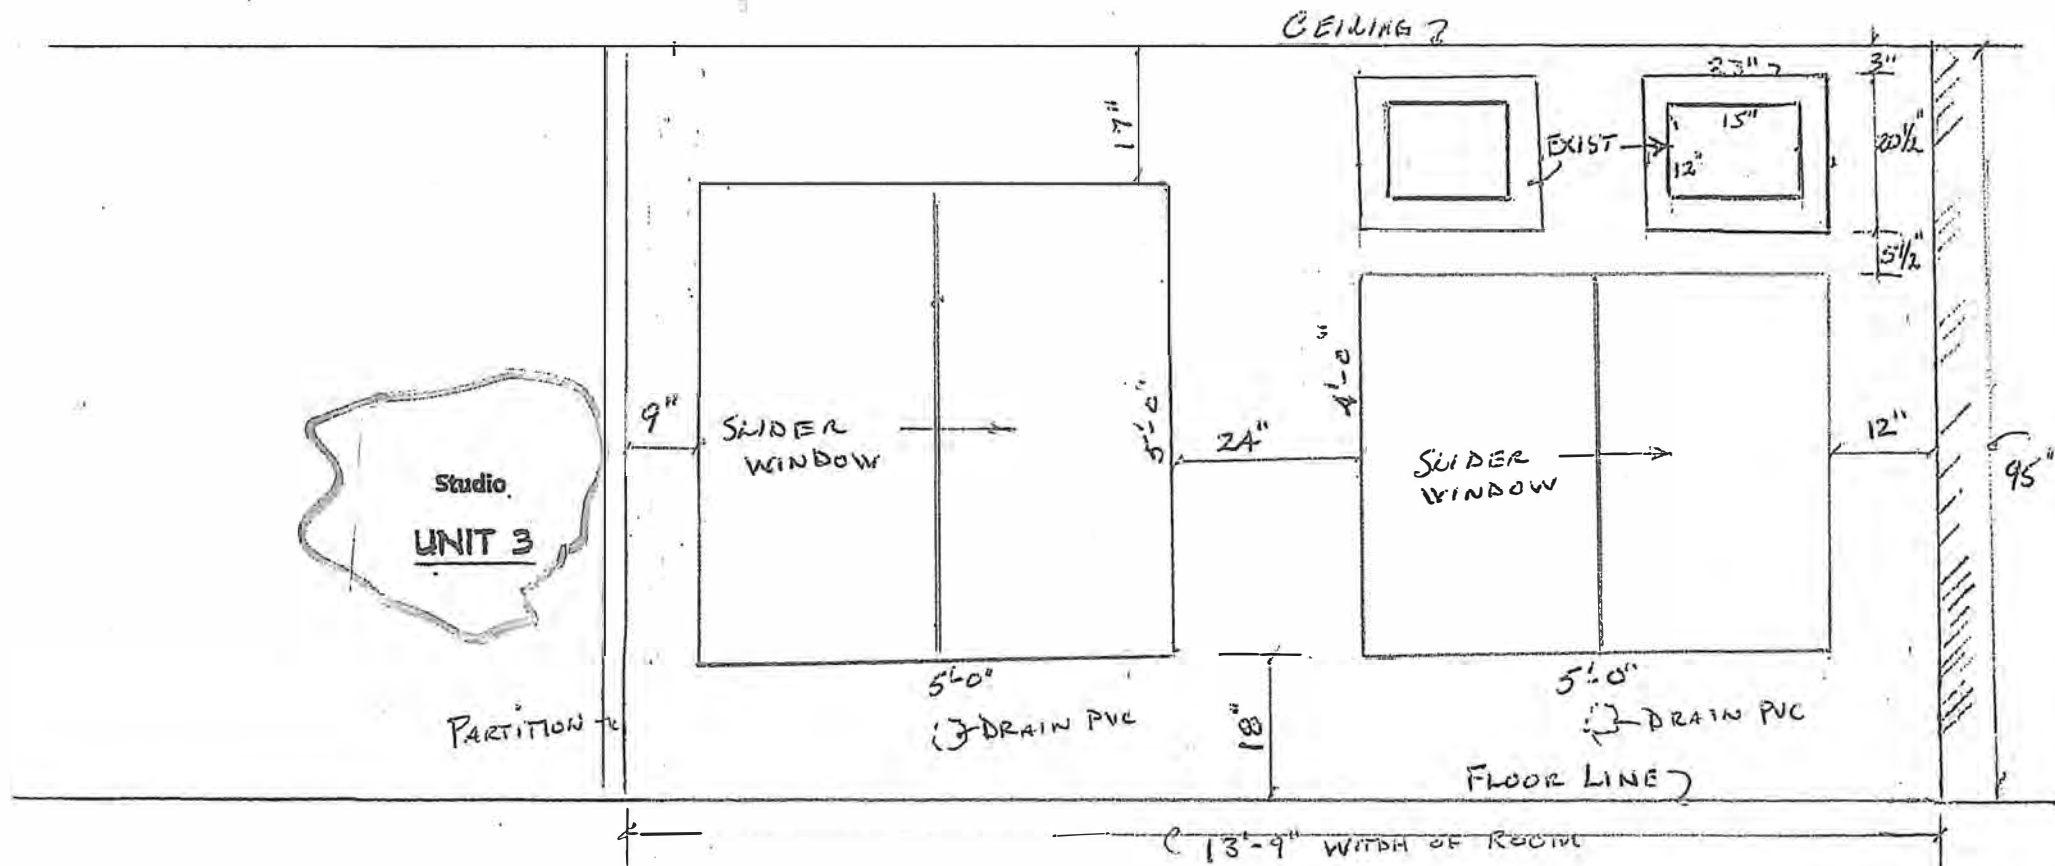 CEILING
3"
23"
17"
15"
EXIST
12"
20½"
5½"
4'-0"
9"
SLIDER
WINDOW
5'-0"
24"
SLIDER
WINDOW
12"
95"
Studio
UNIT 3
5'-0"
5'-0"
PARTITION
DRAIN PVC
18"
DRAIN PVC
FLOOR LINE
13'-9" WITDH OF ROOM